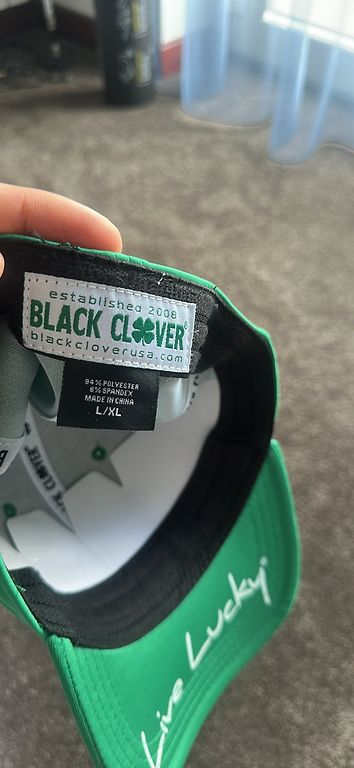 established 2008
BLACK CLOVER®
blackcloverusa.com
94% POLYESTER
6% SPANDEX
MADE IN CHINA
L/XL
Live Lucky®